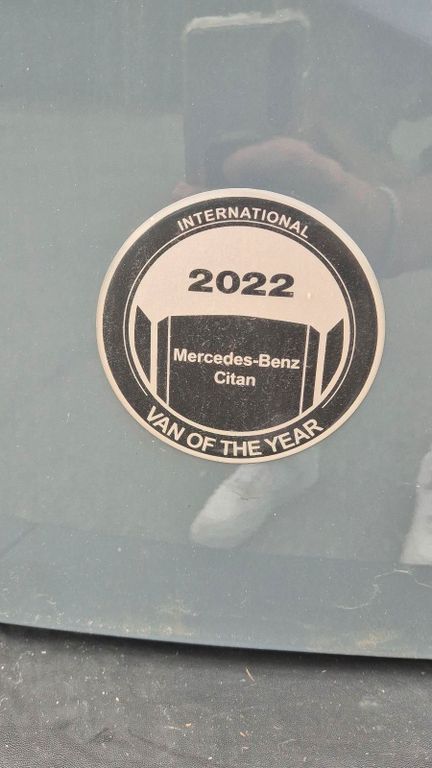 INTERNATIONAL
2022
Mercedes-Benz
Citan
VAN OF THE YEAR